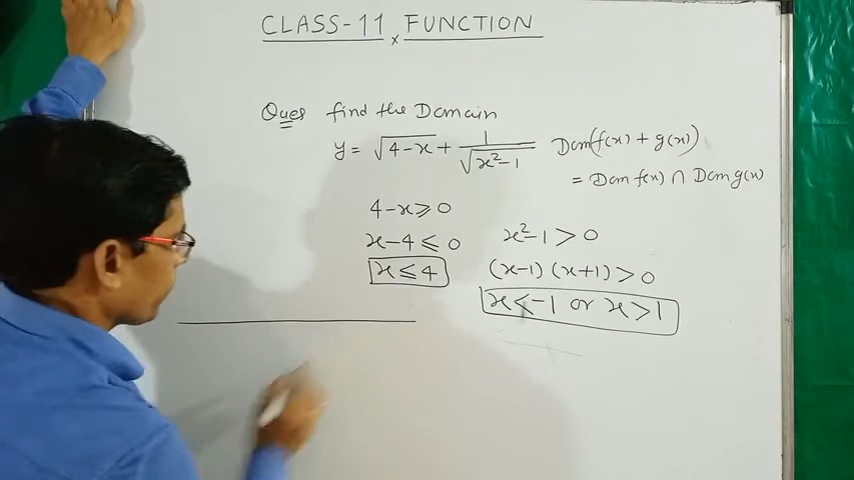 CLASS-11 x FUNCTION
Ques find the Domain
y = √4-x + 1/√x²-1 Dom(f(x) + g(x))
= Dom f(x) ∩ Dom g(x)
4-x ≥ 0
x-4 ≤ 0
x ≤ 4
x²-1 > 0
(x-1) (x+1) > 0
x < -1 or x > 1